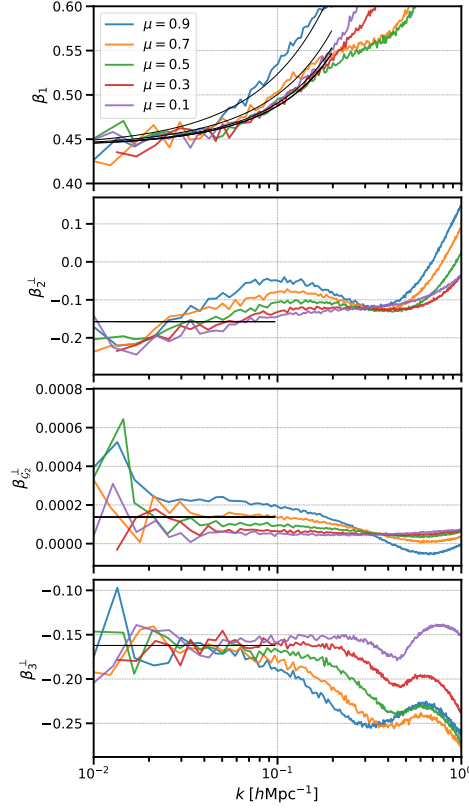 0.60
0.55
0.50
0.45
0.40
β₁
μ = 0.9
μ = 0.7
μ = 0.5
μ = 0.3
μ = 0.1
0.1
0.0
−0.1
−0.2
β₂^⊥
0.0008
0.0006
0.0004
0.0002
0.0000
β_{𝒢₂}^⊥
−0.10
−0.15
−0.20
−0.25
β₃^⊥
10⁻² 10⁻¹ 10⁰
k [hMpc⁻¹]